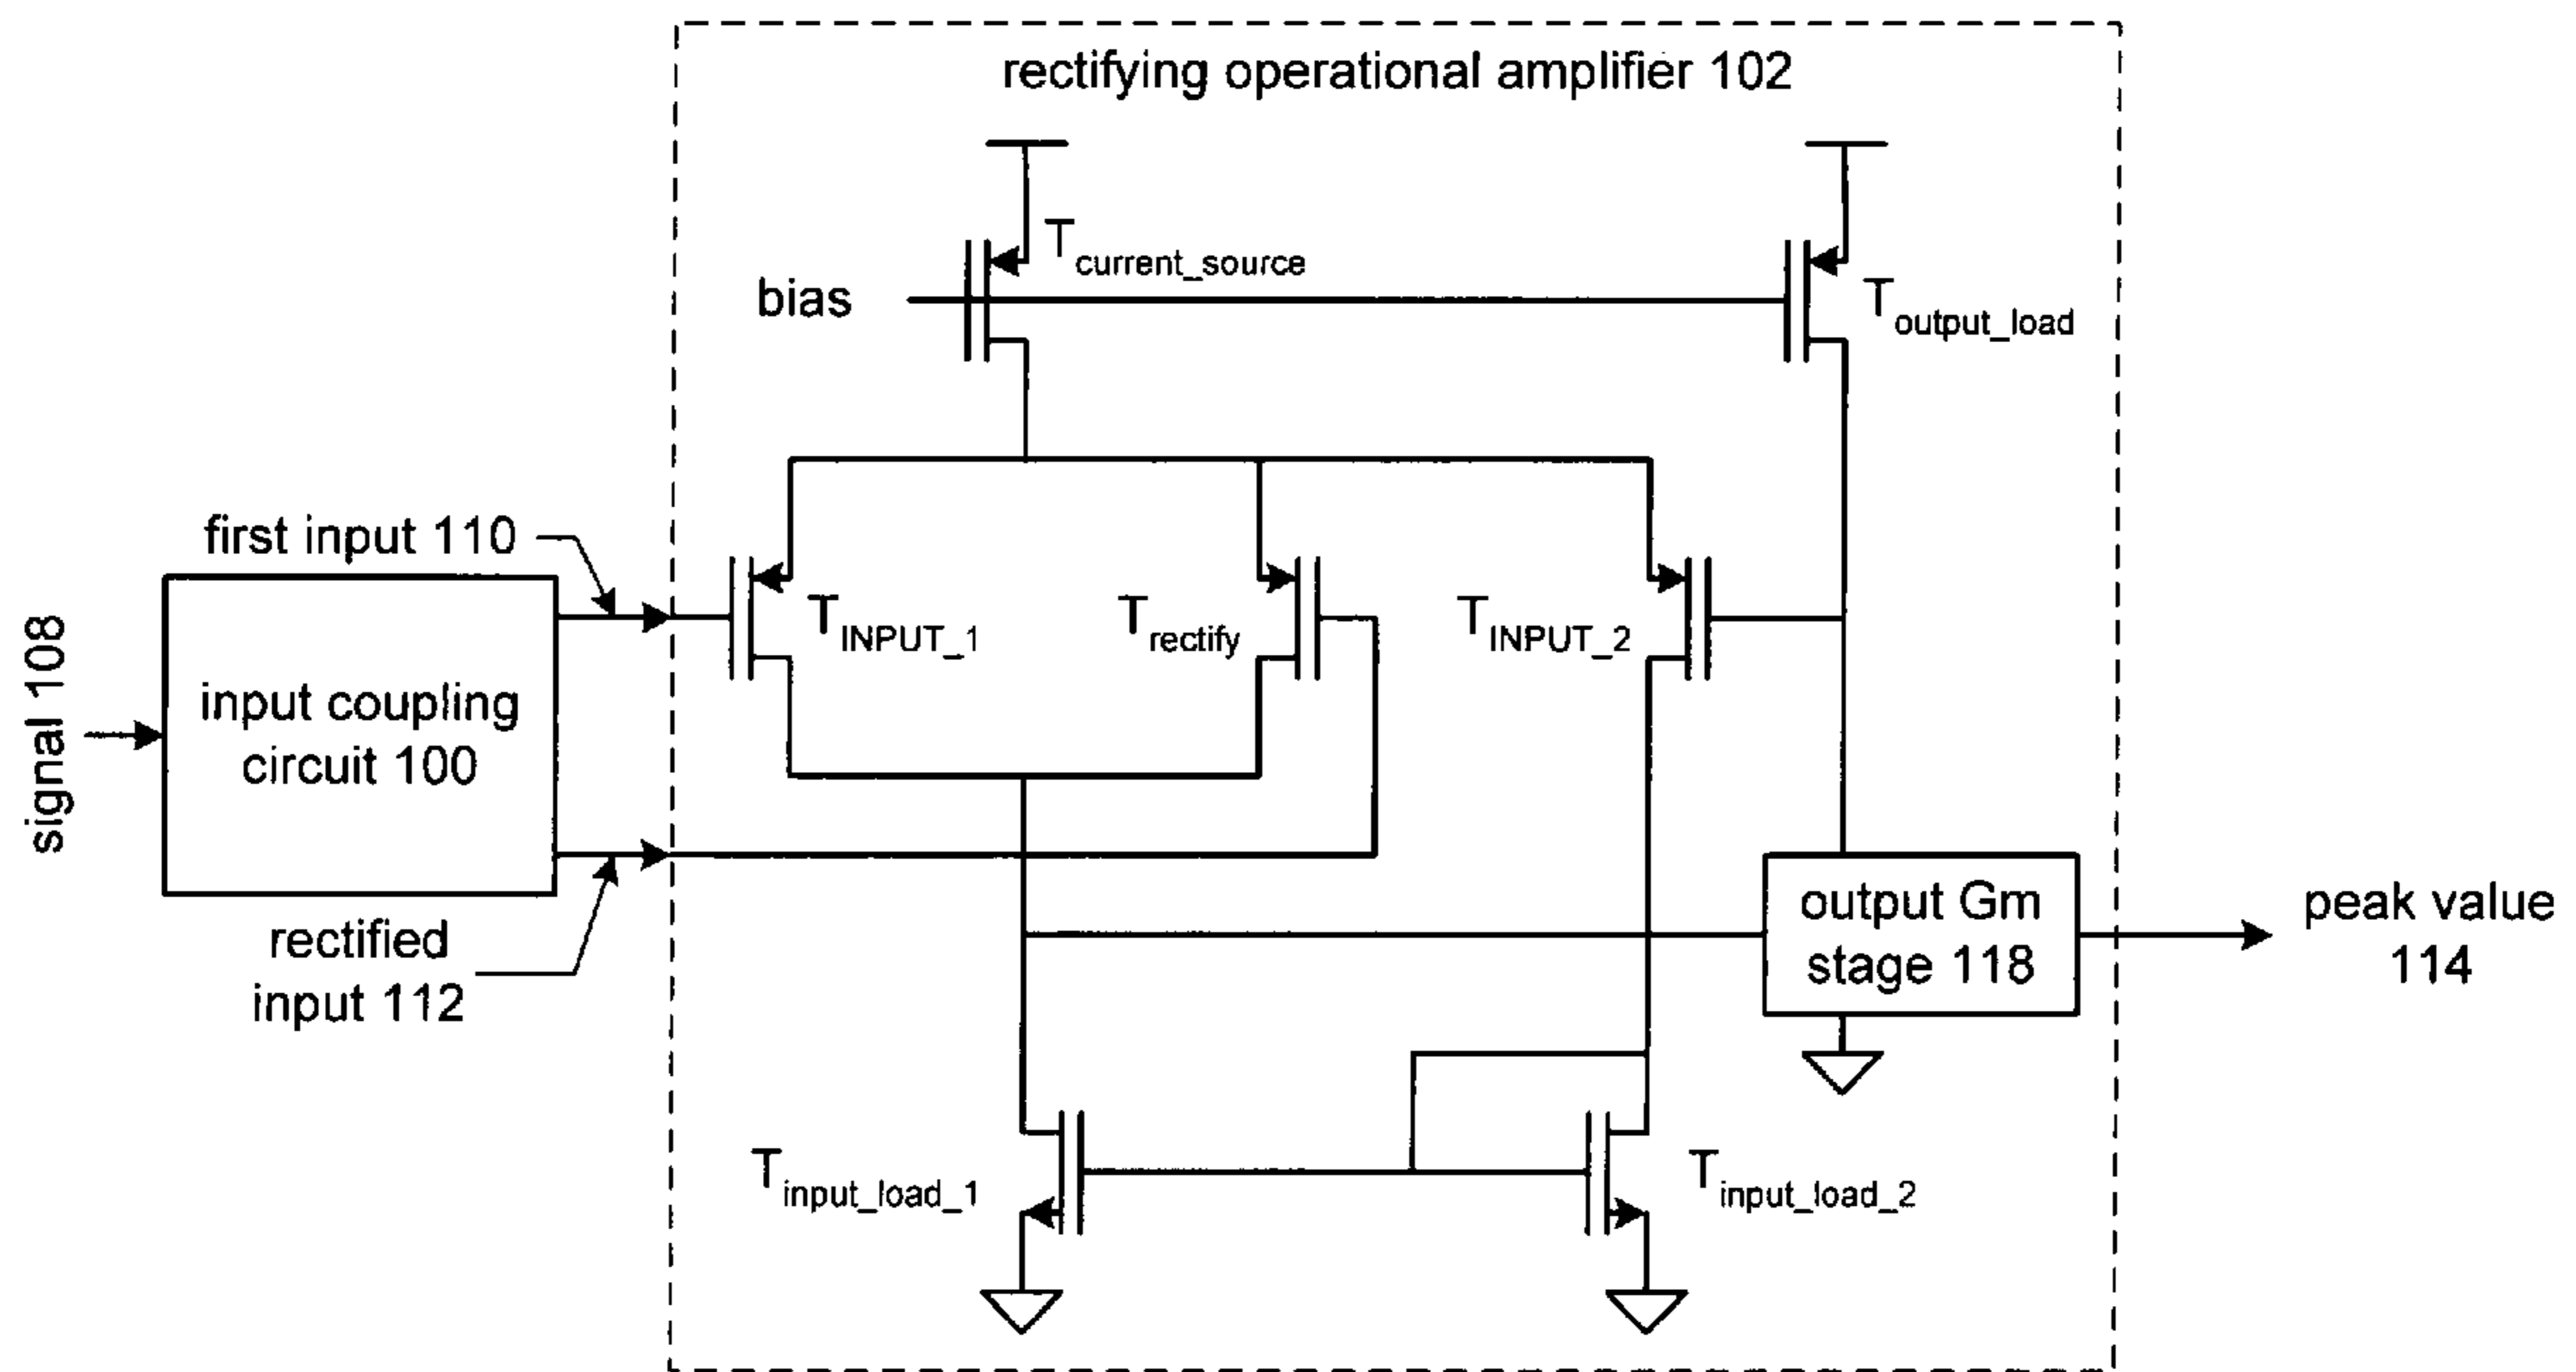 rectifying operational amplifier 102
T current_source
bias
T output_load
first input 110
T INPUT_1
T rectify
T INPUT_2
signal 108
input coupling
circuit 100
rectified
input 112
output Gm
stage 118
peak value
114
T input_load_1
T input_load_2